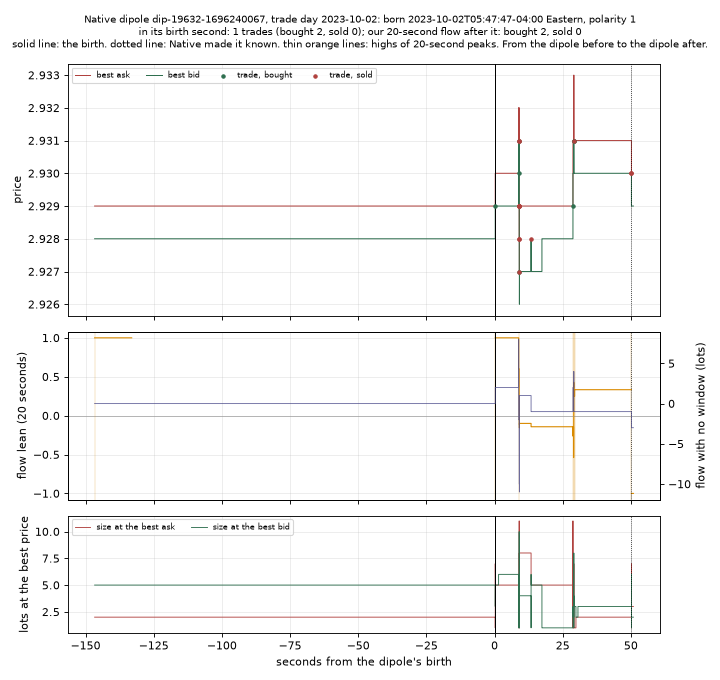 Native dipole dip-19632-1696240067, trade day 2023-10-02: born 2023-10-02T05:47:47-04:00 Eastern, polarity 1
in its birth second: 1 trades (bought 2, sold 0); our 20-second flow after it: bought 2, sold 0
solid line: the birth. dotted line: Native made it known. thin orange lines: highs of 20-second peaks. From the dipole before to the dipole after.
best ask best bid trade, bought trade, sold
2.933
2.932
2.931
2.930
2.929
2.928
2.927
2.926
price
1.0
0.5
0.0
−0.5
−1.0
flow lean (20 seconds)
5
0
−5
−10
flow with no window (lots)
size at the best ask size at the best bid
10.0
7.5
5.0
2.5
lots at the best price
−150 −125 −100 −75 −50 −25 0 25 50
seconds from the dipole's birth